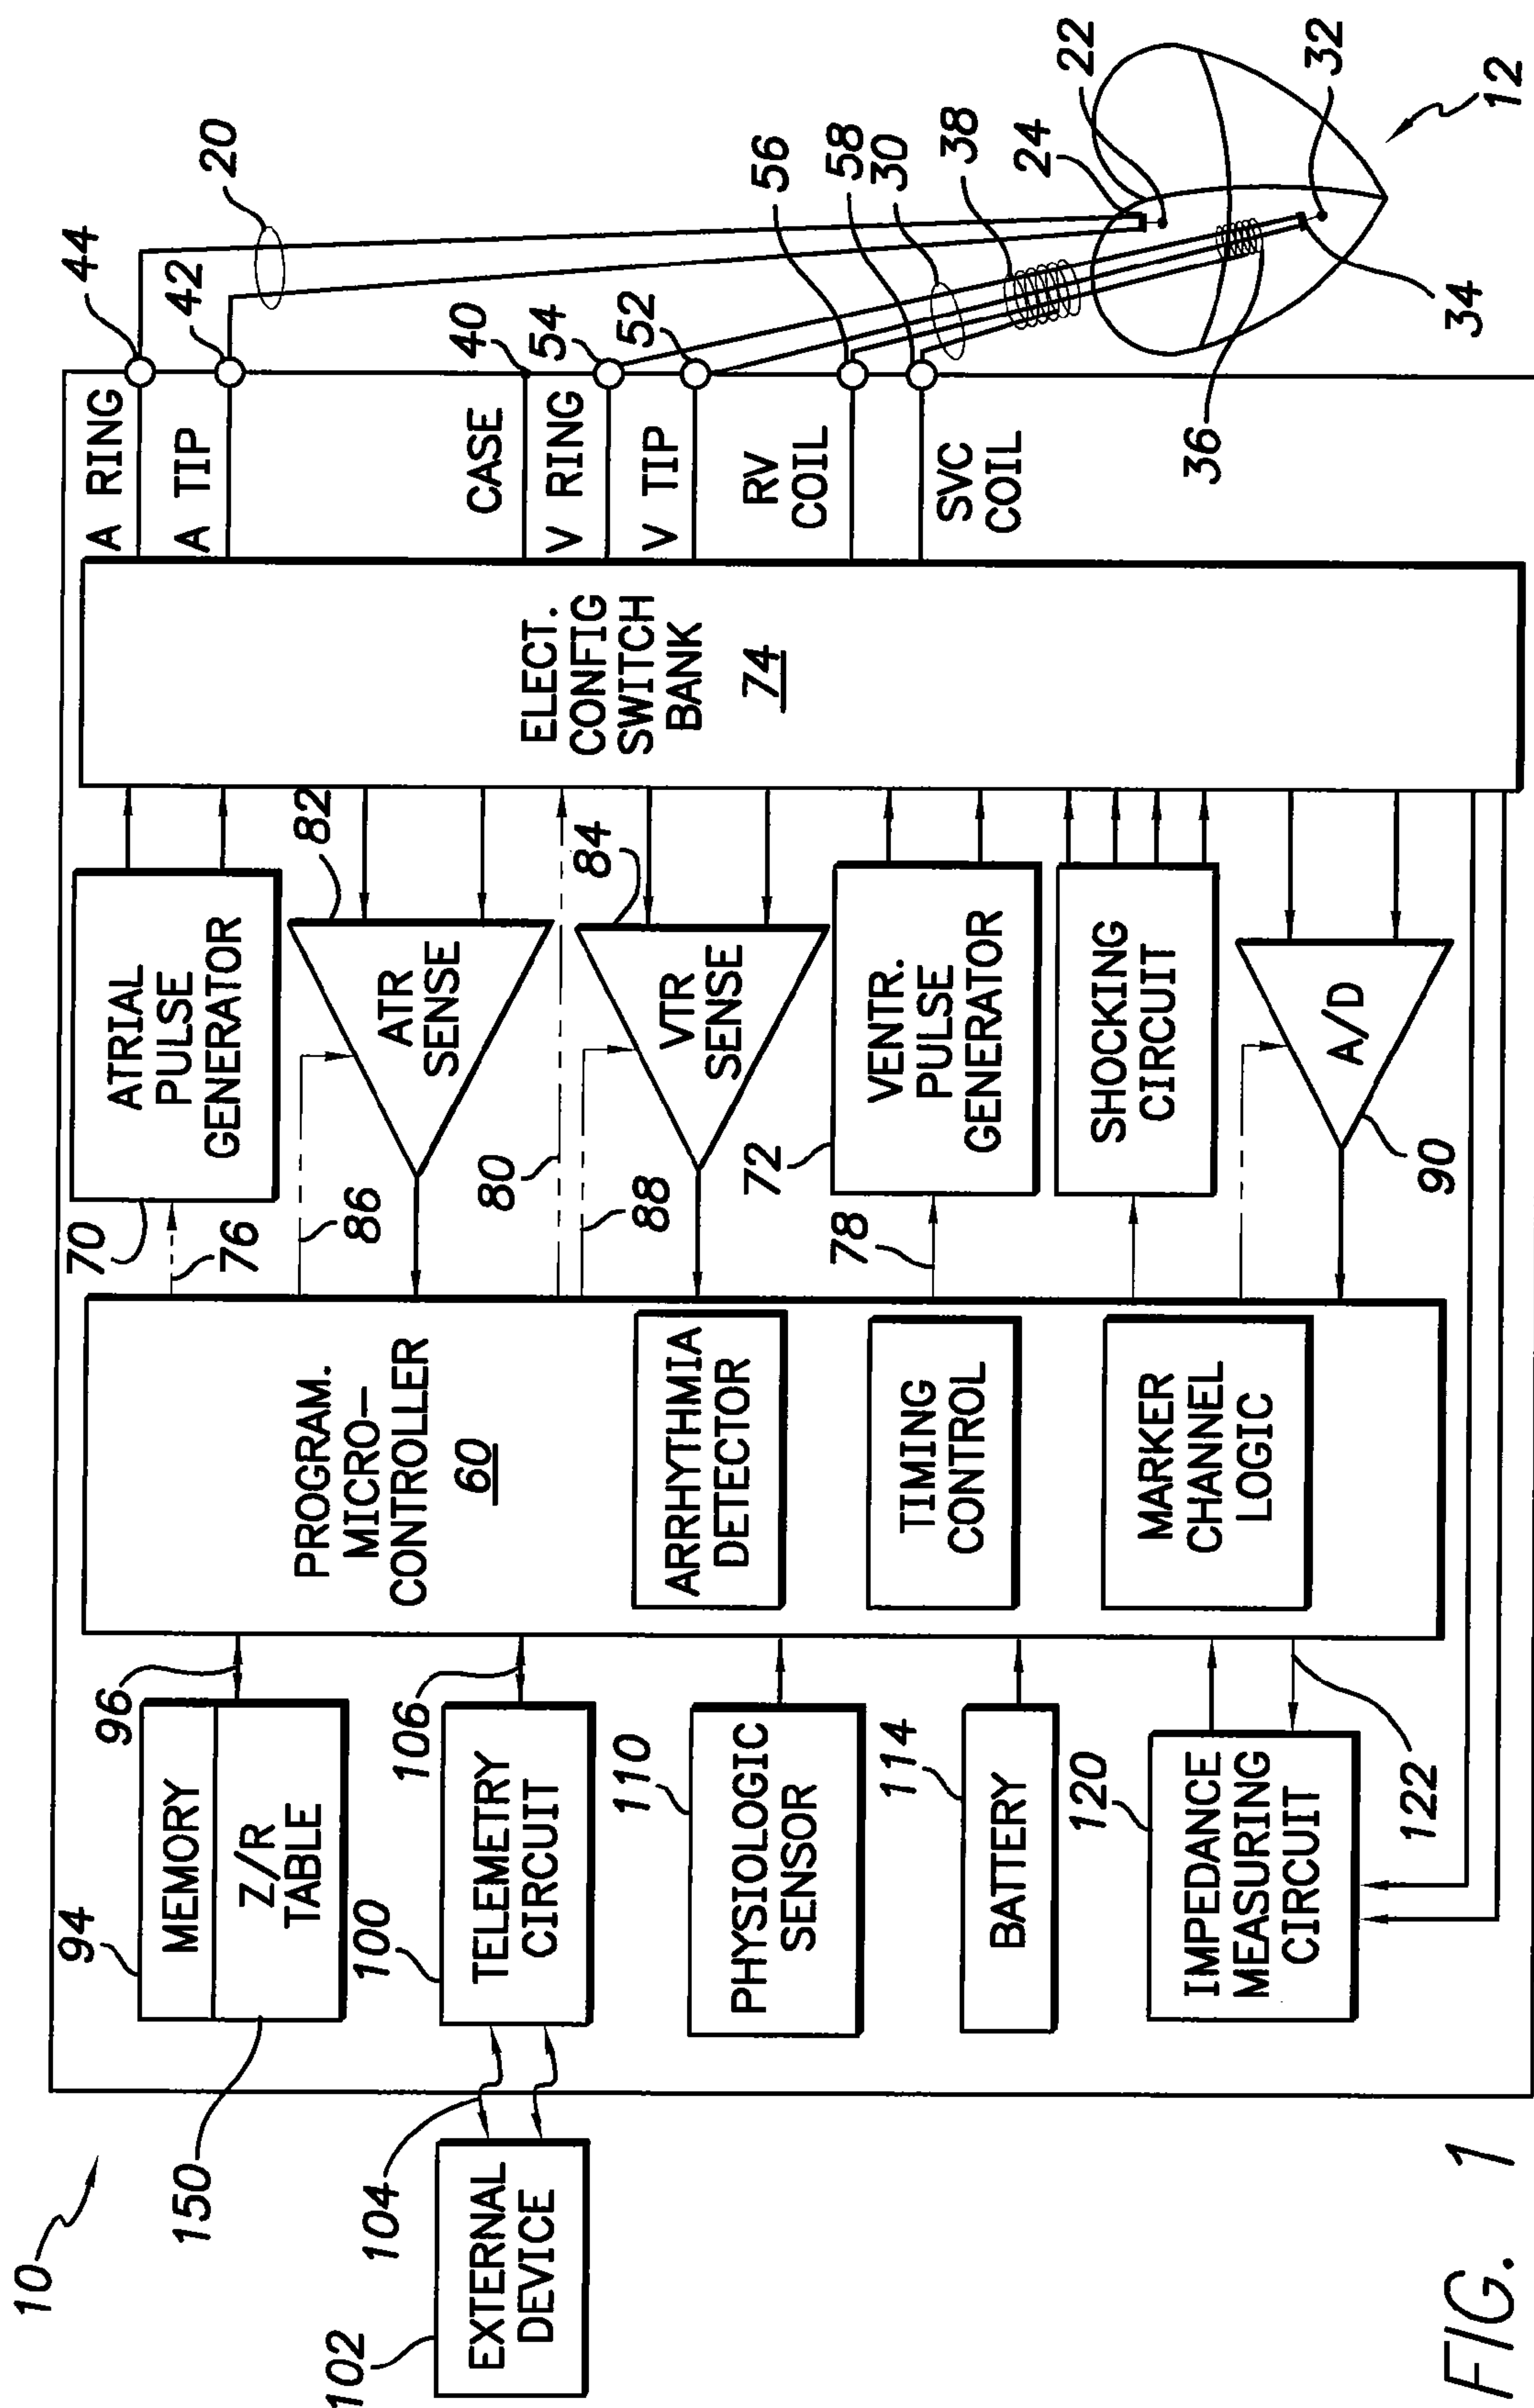 10
102
EXTERNAL
DEVICE
104
150
94
MEMORY
Z/R
TABLE
96
100
TELEMETRY
CIRCUIT
106
110
PHYSIOLOGIC
SENSOR
114
BATTERY
120
IMPEDANCE
MEASURING
CIRCUIT
122
PROGRAM.
MICRO-
CONTROLLER
60
ARRHYTHMIA
DETECTOR
TIMING
CONTROL
MARKER
CHANNEL
LOGIC
70
76
ATRIAL
PULSE
GENERATOR
86
82
ATR
SENSE
80
88
84
VTR
SENSE
72
78
VENTR.
PULSE
GENERATOR
SHOCKING
CIRCUIT
A/D
90
ELECT.
CONFIG
SWITCH
BANK
74
A RING
44
A TIP
42
20
CASE
40
V RING
54
V TIP
52
RV
COIL
56
SVC
COIL
58
30
38
24
22
36
34
32
12
FIG. 1